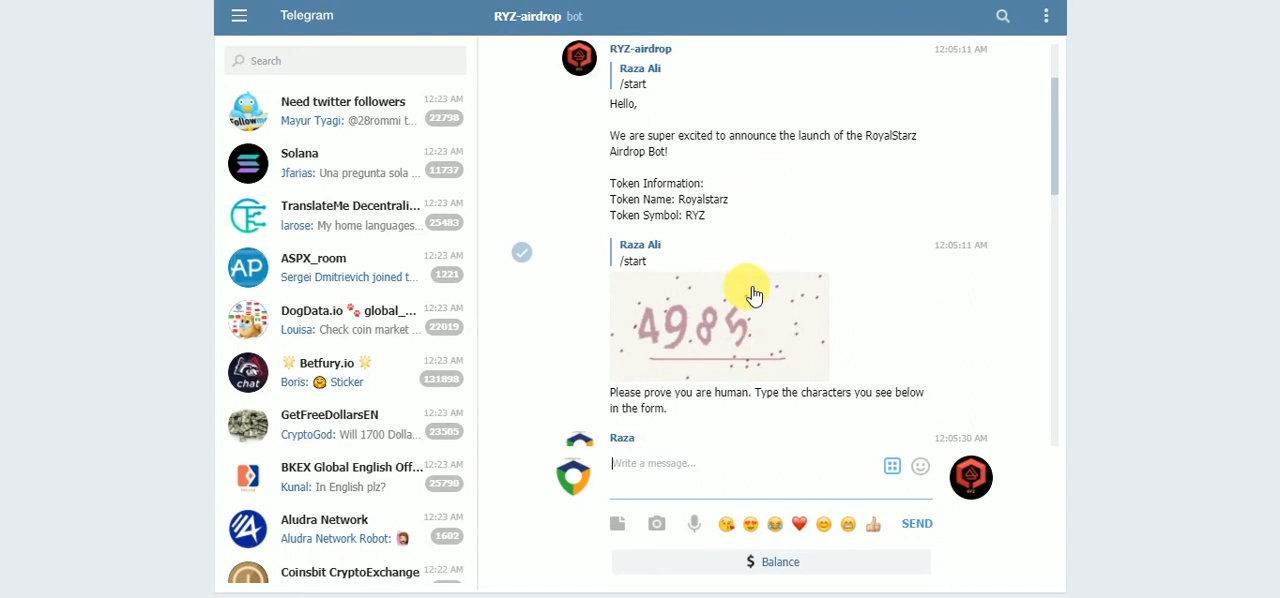 Telegram
RYZ-airdrop bot
Search
Need twitter followers 12:23 AM
Mayur Tyagi: @28rommi t... 22798
Solana 12:23 AM
Jfarias: Una pregunta sola ... 11737
TranslateMe Decentrali... 12:23 AM
larose: My home languages... 25483
AP
ASPX_room 12:23 AM
Sergei Dmitrievich joined t... 1221
DogData.io 🐾 global_... 12:23 AM
Louisa: Check coin market ... 22019
chat
🌟 Betfury.io 🌟 12:23 AM
Boris: 🤗 Sticker 131898
GetFreeDollarsEN 12:23 AM
CryptoGod: Will 1700 Dolla... 23505
BKEX Global English Off... 12:23 AM
Kunal: In English plz? 25790
Aludra Network 12:23 AM
Aludra Network Robot: 1602
Coinsbit CryptoExchange 12:22 AM
RYZ-airdrop 12:05:11 AM
Raza Ali
/start
Hello,
We are super excited to announce the launch of the RoyalStarz
Airdrop Bot!
Token Information:
Token Name: Royalstarz
Token Symbol: RYZ
Raza Ali 12:05:11 AM
/start
4985
Please prove you are human. Type the characters you see below
in the form.
Raza 12:05:30 AM
Write a message...
SEND
$ Balance